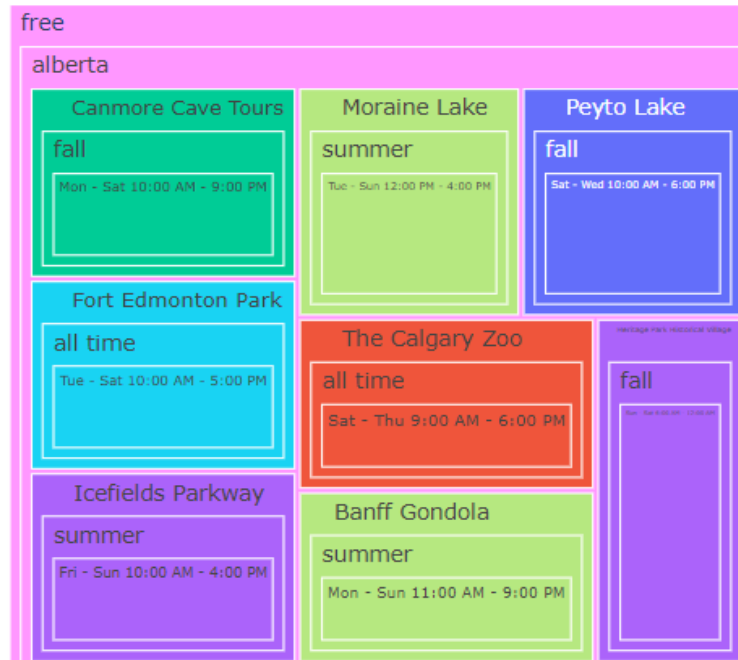 free
alberta
Canmore Cave Tours
fall
Mon - Sat 10:00 AM - 9:00 PM
Moraine Lake
summer
Tue - Sun 12:00 PM - 4:00 PM
Peyto Lake
fall
Sat - Wed 10:00 AM - 6:00 PM
Fort Edmonton Park
all time
Tue - Sat 10:00 AM - 5:00 PM
The Calgary Zoo
all time
Sat - Thu 9:00 AM - 6:00 PM
Heritage Park Historical Village
fall
Icefields Parkway
summer
Fri - Sun 10:00 AM - 4:00 PM
Banff Gondola
summer
Mon - Sun 11:00 AM - 9:00 PM